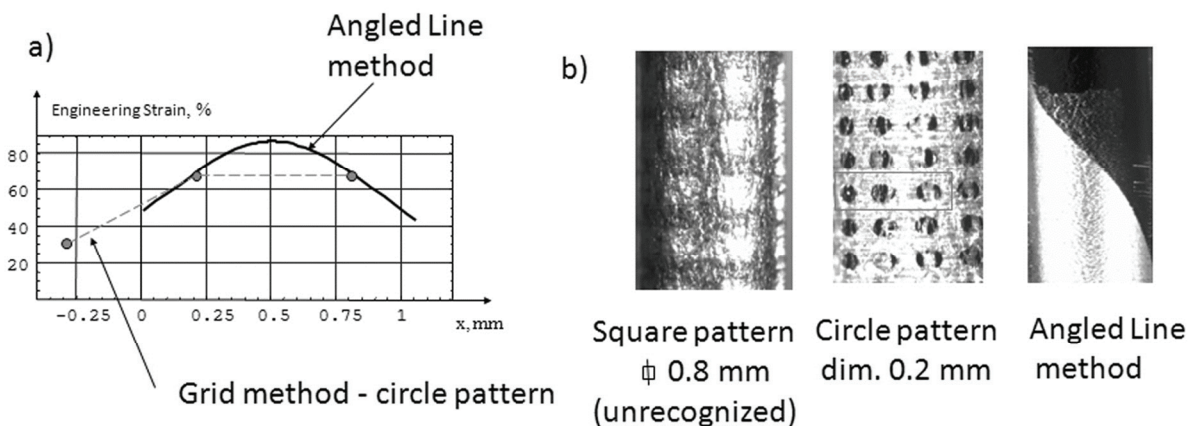 a)
Angled Line
method
Engineering Strain, %
80
60
40
20
-0.25 0 0.25 0.5 0.75 1
x, mm
Grid method - circle pattern
b)
Square pattern
⌀ 0.8 mm
(unrecognized)
Circle pattern
dim. 0.2 mm
Angled Line
method